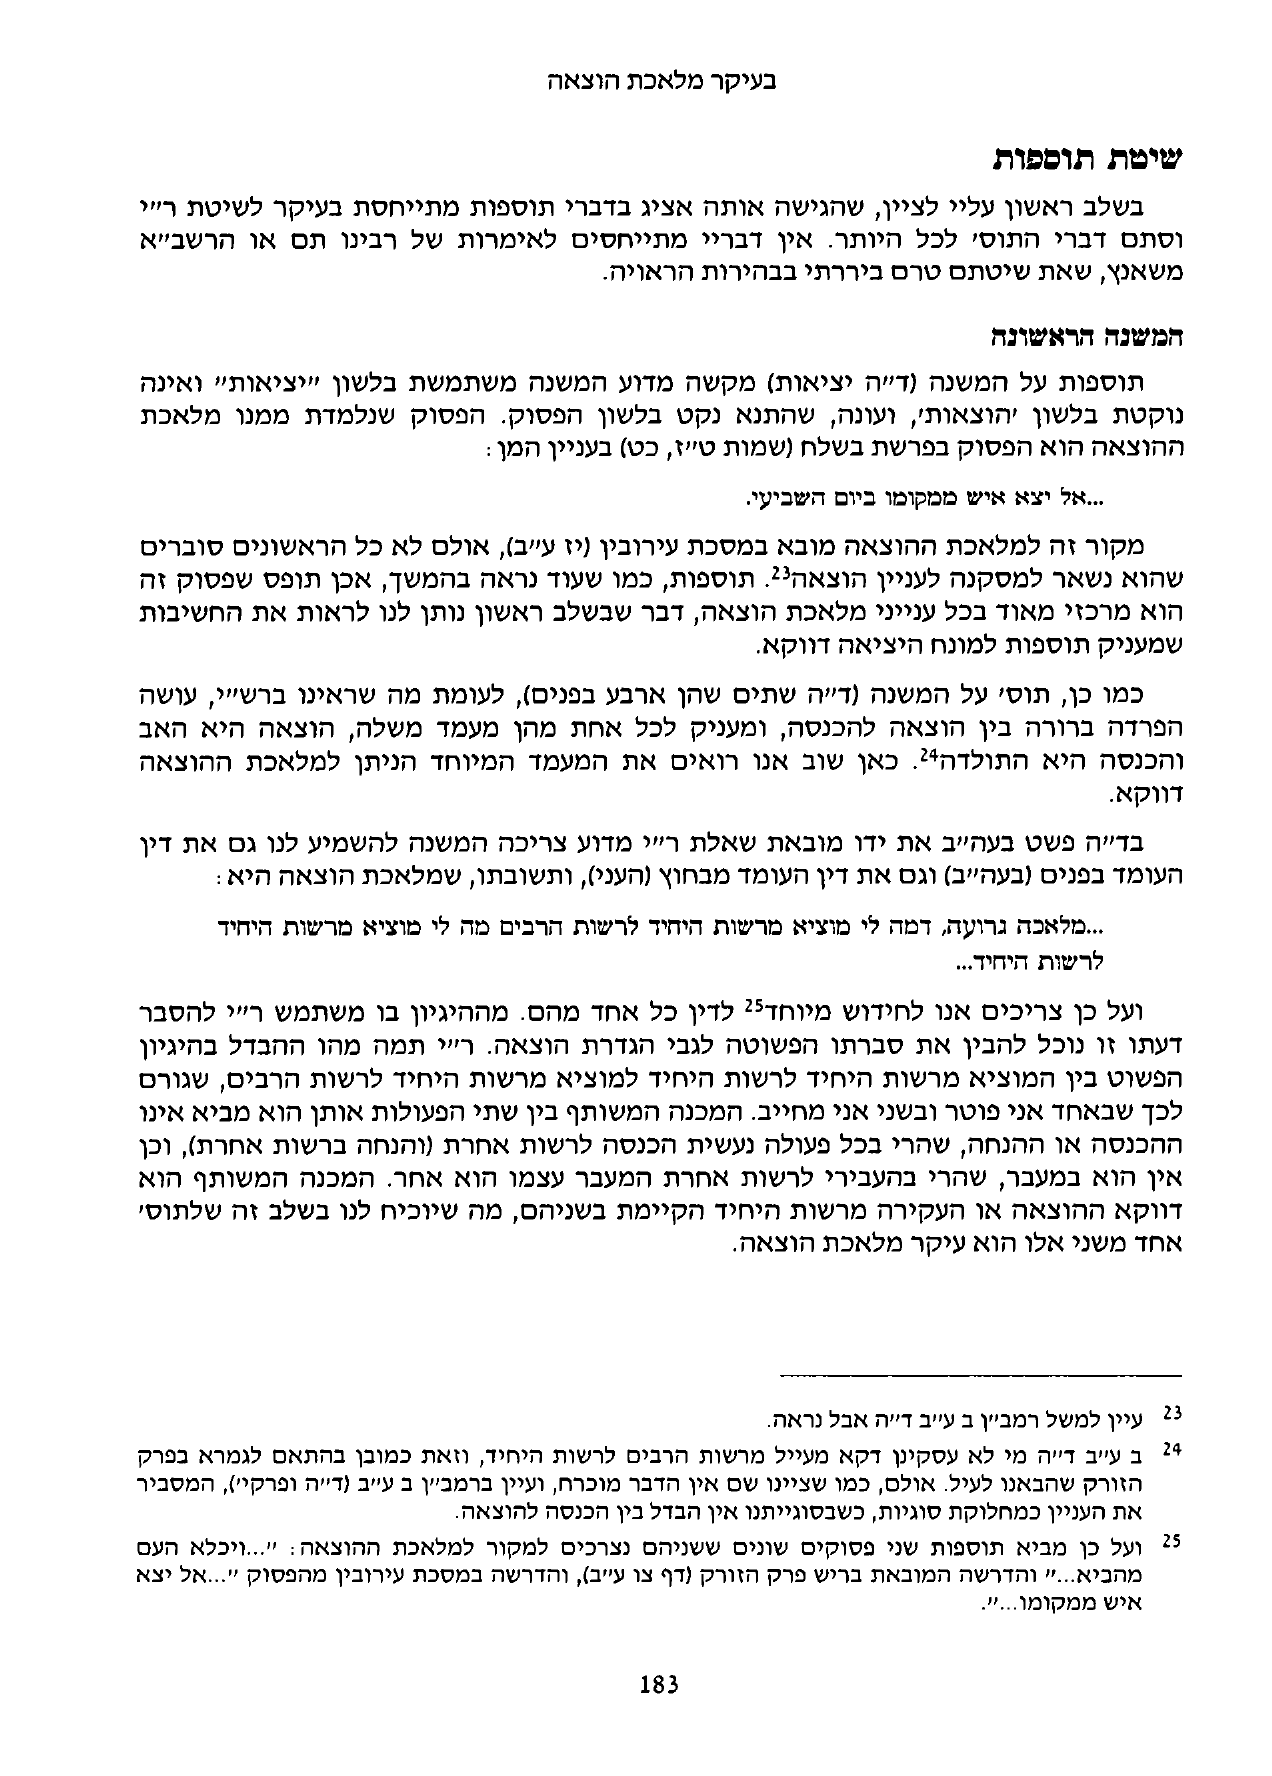 בעיקר מלאכת הוצאה
שיטת תוספות
בשלב ראשון עליי לציין, שהגישה אותה אציג בדברי תוספות מתייחסת בעיקר לשיטת ר״י
וסתם דברי התוס׳ לכל היותר. אין דבריי מתייחסים לאימרות של רבינו תם או הרשב״א
משאנץ, שאת שיטתם טרם ביררתי בבהירות הראויה.
המשנה הראשונה
תוספות על המשנה (ד״ה יציאות) מקשה מדוע המשנה משתמשת בלשון ״יציאות״ ואינה
נוקטת בלשון ׳הוצאות׳, ועונה, שהתנא נקט בלשון הפסוק. הפסוק שנלמדת ממנו מלאכת
ההוצאה הוא הפסוק בפרשת בשלח (שמות ט״ז, כט) בעניין המן:
...אל יצא איש ממקומו ביום השביעי.
מקור זה למלאכת ההוצאה מובא במסכת עירובין (יז ע״ב), אולם לא כל הראשונים סוברים
שהוא נשאר למסקנה לעניין הוצאה23. תוספות, כמו שעוד נראה בהמשך, אכן תופס שפסוק זה
הוא מרכזי מאוד בכל ענייני מלאכת הוצאה, דבר שבשלב ראשון נותן לנו לראות את החשיבות
שמעניק תוספות למונח היציאה דווקא.
כמו כן, תוס׳ על המשנה (ד״ה שתים שהן ארבע בפנים), לעומת מה שראינו ברש״י, עושה
הפרדה ברורה בין הוצאה להכנסה, ומעניק לכל אחת מהן מעמד משלה, הוצאה היא האב
והכנסה היא התולדה24. כאן שוב אנו רואים את המעמד המיוחד הניתן למלאכת ההוצאה
דווקא.
בד״ה פשט בעה״ב את ידו מובאת שאלת ר״י מדוע צריכה המשנה להשמיע לנו גם את דין
העומד בפנים (בעה״ב) וגם את דין העומד מבחוץ (העני), ותשובתו, שמלאכת הוצאה היא:
...מלאכה גרועה, דמה לי מוציא מרשות היחיד לרשות הרבים מה לי מוציא מרשות היחיד
לרשות היחיד...
ועל כן צריכים אנו לחידוש מיוחד25 לדין כל אחד מהם. מההיגיון בו משתמש ר״י להסבר
דעתו זו נוכל להבין את סברתו הפשוטה לגבי הגדרת הוצאה. ר״י תמה מהו ההבדל בהיגיון
הפשוט בין המוציא מרשות היחיד לרשות היחיד למוציא מרשות היחיד לרשות הרבים, שגורם
לכך שבאחד אני פוטר ובשני אני מחייב. המכנה המשותף בין שתי הפעולות אותן הוא מביא אינו
ההכנסה או ההנחה, שהרי בכל פעולה נעשית הכנסה לרשות אחרת (והנחה ברשות אחרת), וכן
אין הוא במעבר, שהרי בהעבירי לרשות אחרת המעבר עצמו הוא אחר. המכנה המשותף הוא
דווקא ההוצאה או העקירה מרשות היחיד הקיימת בשניהם, מה שיוכיח לנו בשלב זה שלתוס׳
אחד משני אלו הוא עיקר מלאכת הוצאה.
23 עיין למשל רמב״ן ב ע״ב ד״ה אבל נראה.
24 ב ע״ב ד״ה מי לא עסקינן דקא מעייל מרשות הרבים לרשות היחיד, וזאת כמובן בהתאם לגמרא בפרק
הזורק שהבאנו לעיל. אולם, כמו שציינו שם אין הדבר מוכרח, ועיין ברמב״ן ב ע״ב (ד״ה ופרקי׳), המסביר
את העניין כמחלוקת סוגיות, כשבסוגייתנו אין הבדל בין הכנסה להוצאה.
25 ועל כן מביא תוספות שני פסוקים שונים ששניהם נצרכים למקור למלאכת ההוצאה: ״...ויכלא העם
מהביא...״ והדרשה המובאת בריש פרק הזורק (דף צו ע״ב), והדרשה במסכת עירובין מהפסוק ״...אל יצא
איש ממקומו...״.
183